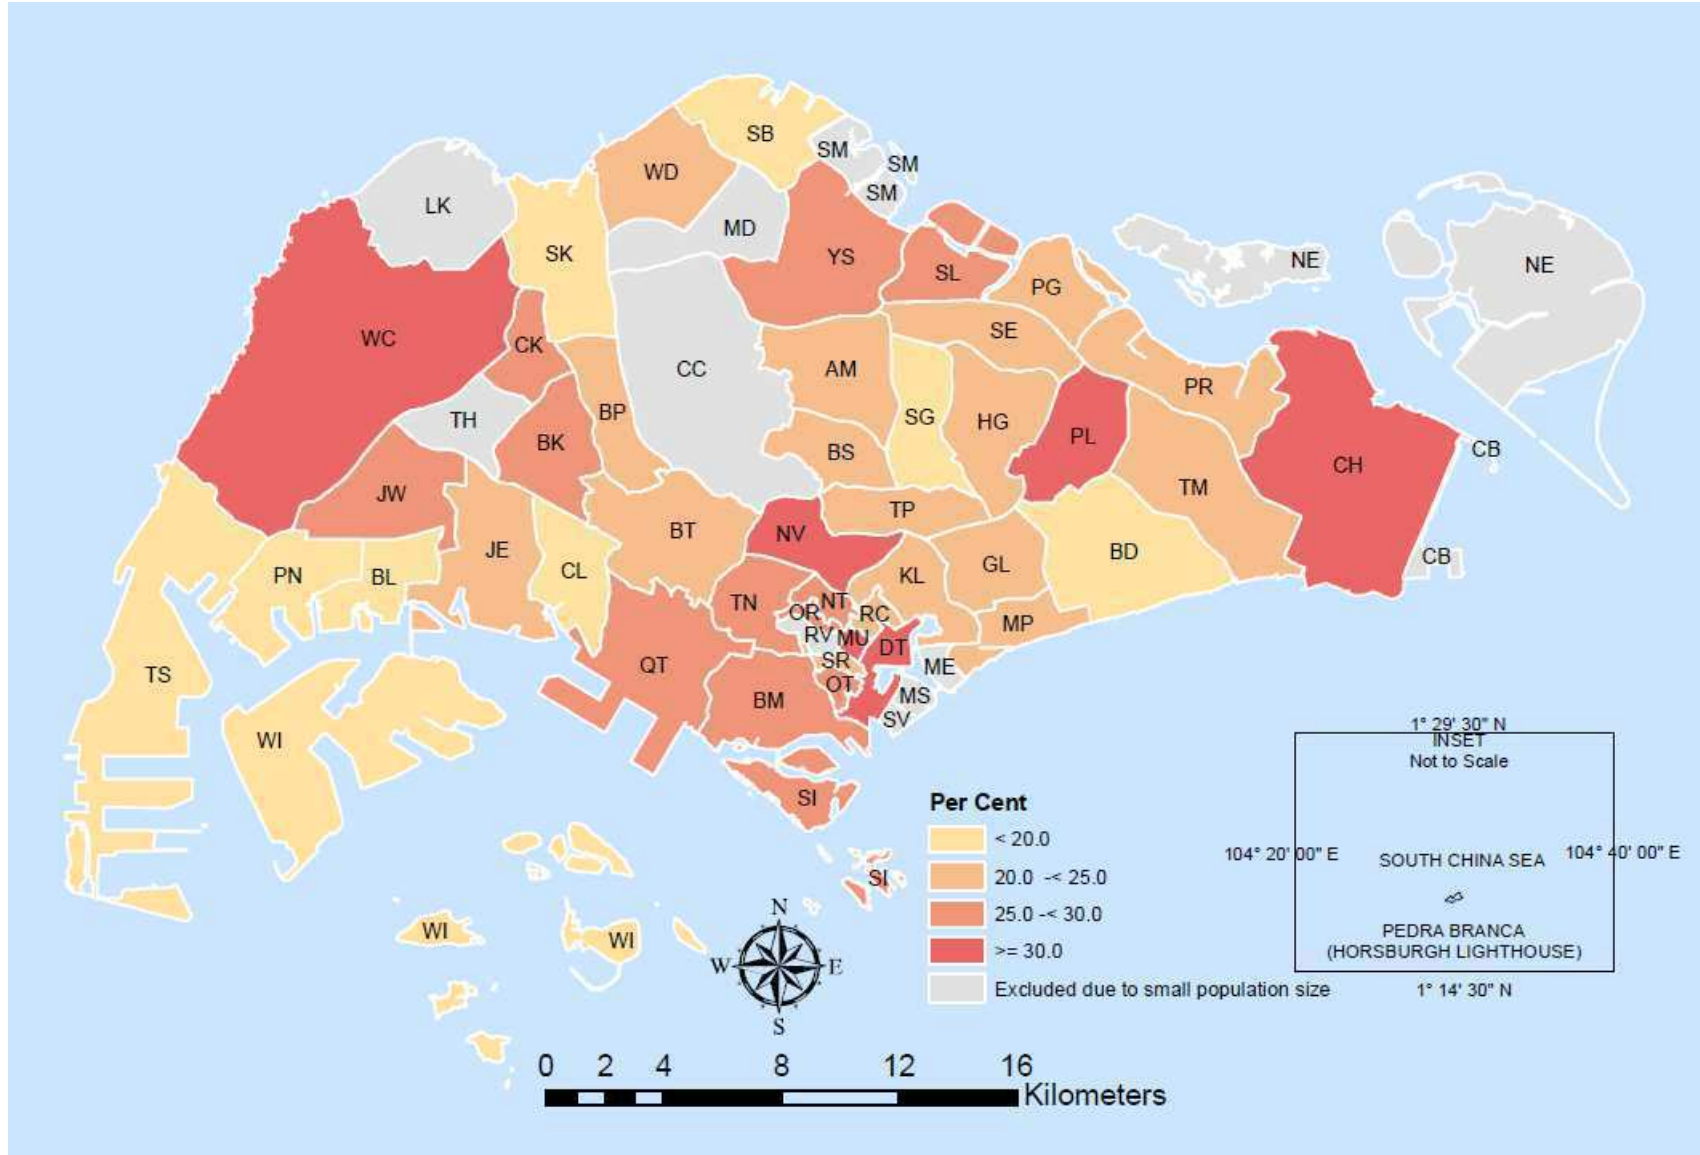 SB
SM
SM
SM
WD
LK
MD
SK
YS
SL
PG
NE
NE
WC
CK
SE
CC
AM
PR
TH
BP
SG
HG
PL
BK
BS
CH
CB
JW
TM
TP
BT
NV
JE
BD
CB
PN
BL
CL
KL
GL
TN
NT
OR
RC
MP
RV
MU
DT
SR
ME
TS
QT
OT
BM
MS
SV
WI
SI
SI
WI
WI
Per Cent
< 20.0
20.0 -< 25.0
25.0 -< 30.0
>= 30.0
Excluded due to small population size
1° 29' 30" N
INSET
Not to Scale
104° 20' 00" E
SOUTH CHINA SEA
104° 40' 00" E
PEDRA BRANCA
(HORSBURGH LIGHTHOUSE)
1° 14' 30" N
N
W
E
S
0 2 4 8 12 16
Kilometers